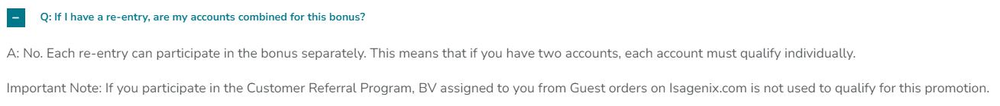 Q: If I have a re-entry, are my accounts combined for this bonus?
A: No. Each re-entry can participate in the bonus separately. This means that if you have two accounts, each account must qualify individually.
Important Note: If you participate in the Customer Referral Program, BV assigned to you from Guest orders on Isagenix.com is not used to qualify for this promotion.